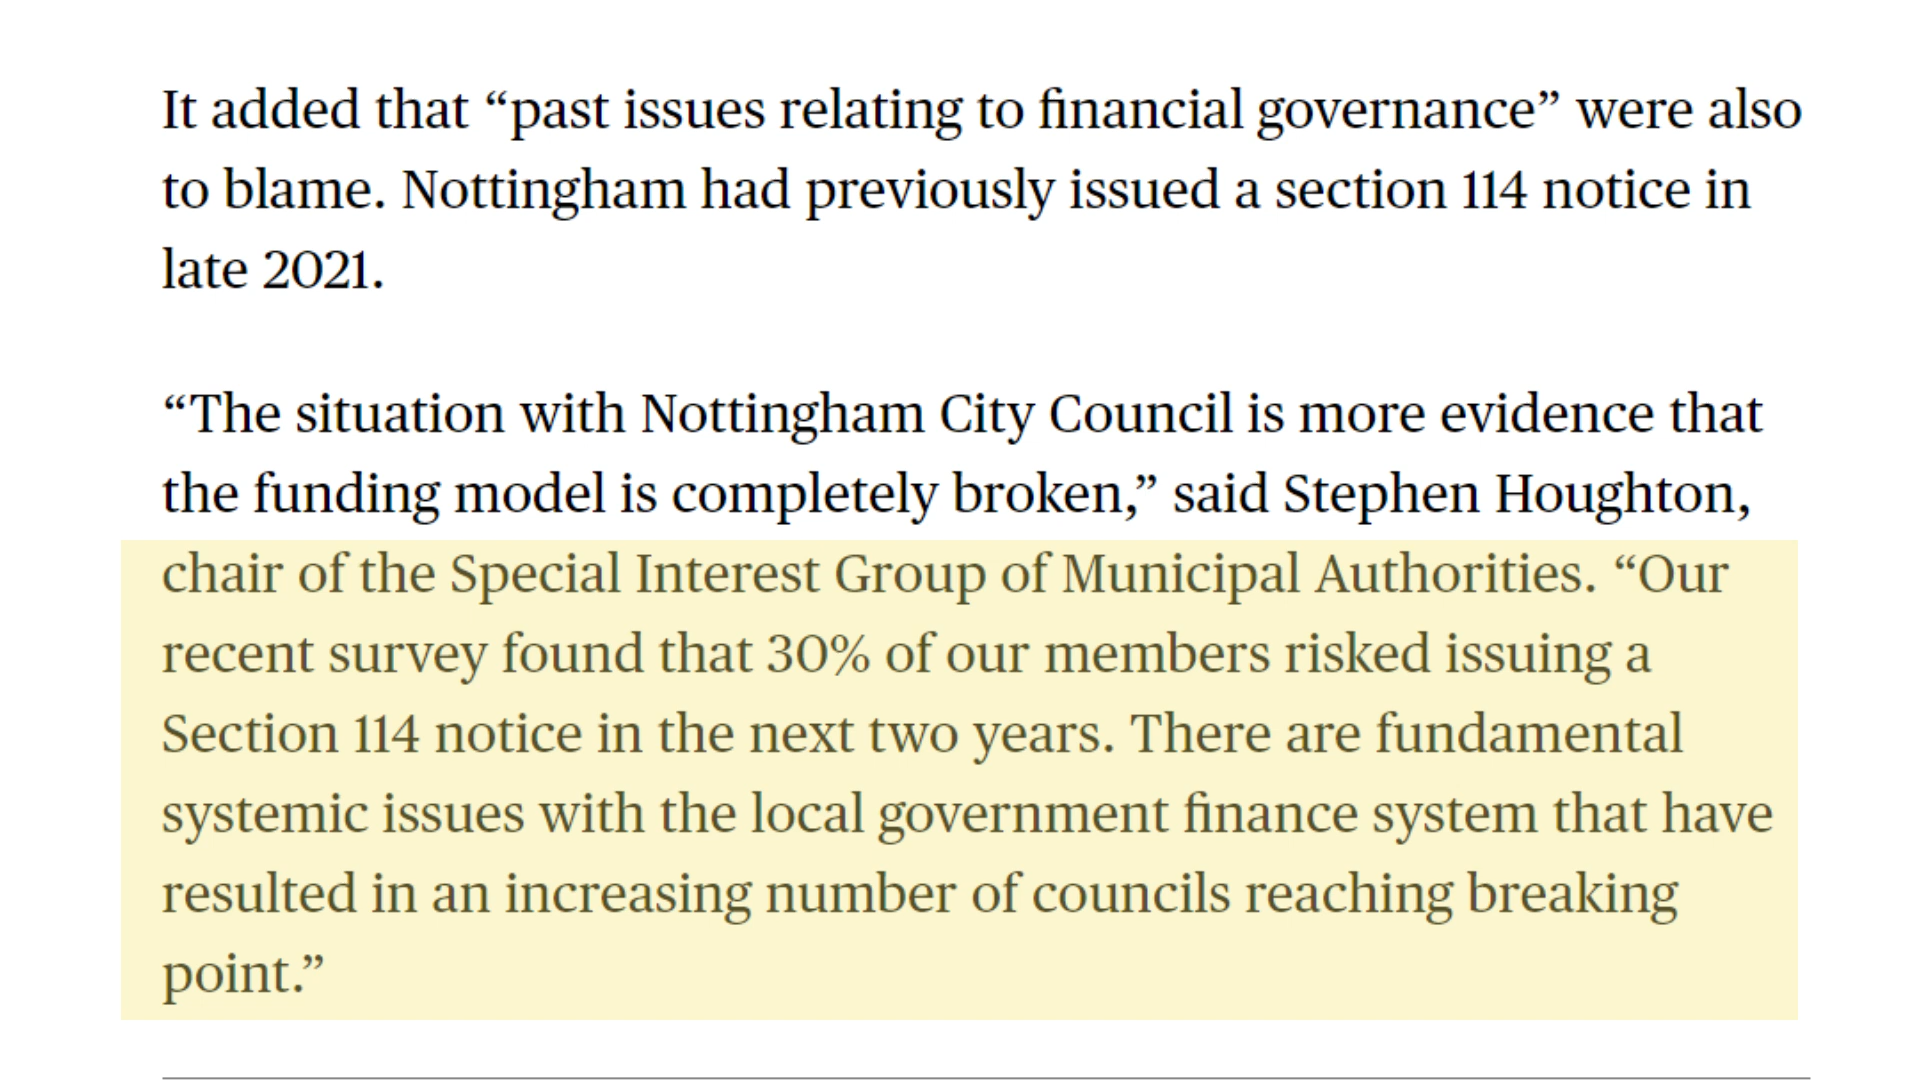 It added that “past issues relating to financial governance” were also
to blame. Nottingham had previously issued a section 114 notice in
late 2021.
“The situation with Nottingham City Council is more evidence that
the funding model is completely broken,” said Stephen Houghton,
chair of the Special Interest Group of Municipal Authorities. “Our
recent survey found that 30% of our members risked issuing a
Section 114 notice in the next two years. There are fundamental
systemic issues with the local government finance system that have
resulted in an increasing number of councils reaching breaking
point.”